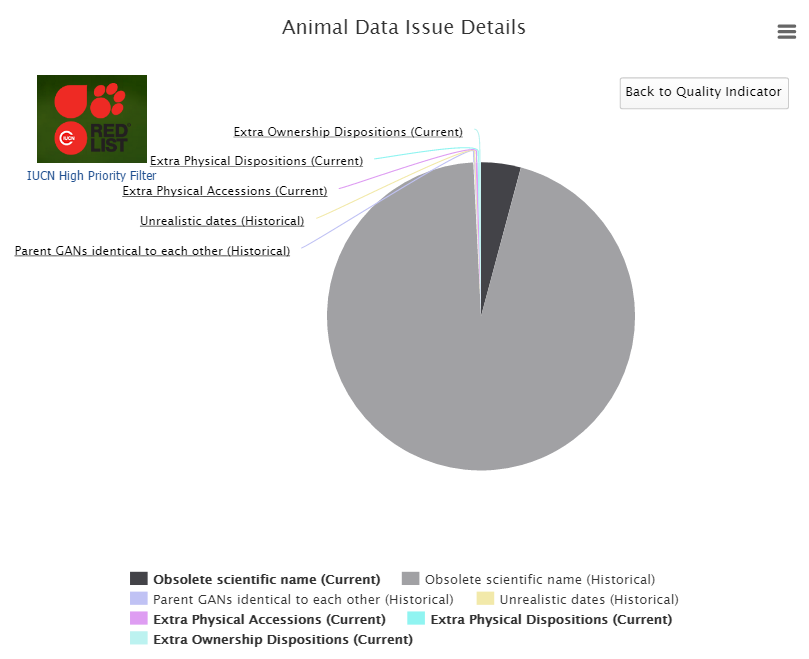 Animal Data Issue Details
Back to Quality Indicator
IUCN
RED
LIST
IUCN High Priority Filter
Extra Ownership Dispositions (Current)
Extra Physical Dispositions (Current)
Extra Physical Accessions (Current)
Unrealistic dates (Historical)
Parent GANs identical to each other (Historical)
Obsolete scientific name (Current) Obsolete scientific name (Historical)
Parent GANs identical to each other (Historical) Unrealistic dates (Historical)
Extra Physical Accessions (Current) Extra Physical Dispositions (Current)
Extra Ownership Dispositions (Current)